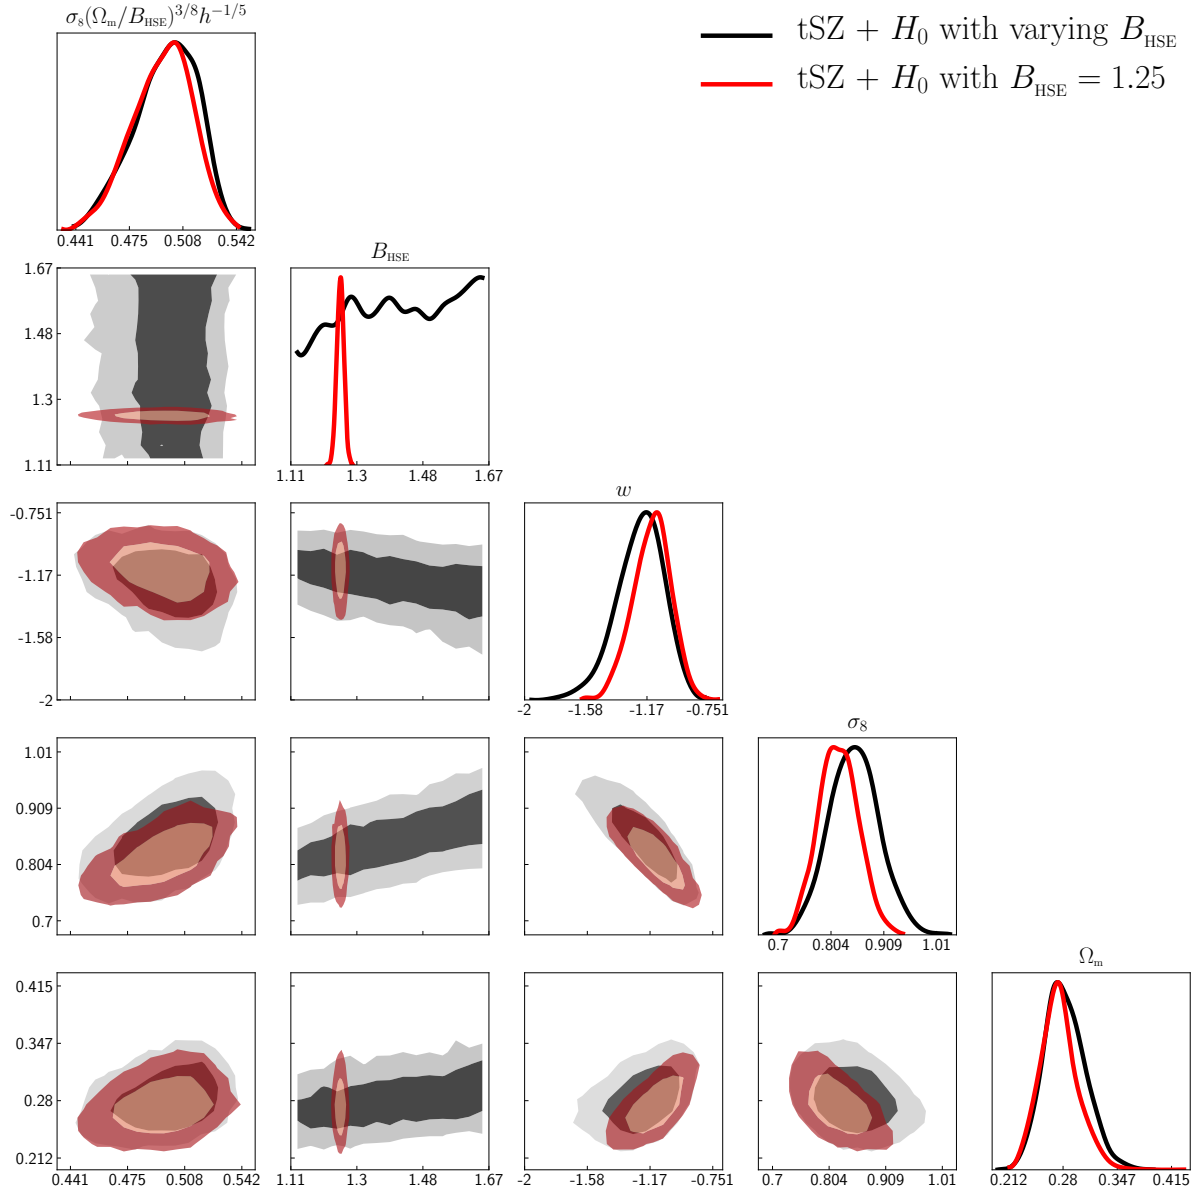 σ₈(Ωₘ/B_HSE)^{3/8}h^{−1/5}
tSZ + H₀ with varying B_HSE
tSZ + H₀ with B_HSE = 1.25
0.441 0.475 0.508 0.542
B_HSE
1.67
1.48
1.3
1.11
1.11 1.3 1.48 1.67
w
-0.751
-1.17
-1.58
-2
-2 -1.58 -1.17 -0.751
σ₈
1.01
0.909
0.804
0.7
0.7 0.804 0.909 1.01
Ωₘ
0.415
0.347
0.28
0.212
0.441 0.475 0.508 0.542 1.11 1.3 1.48 1.67 -2 -1.58 -1.17 -0.751 0.7 0.804 0.909 1.01 0.212 0.28 0.347 0.415